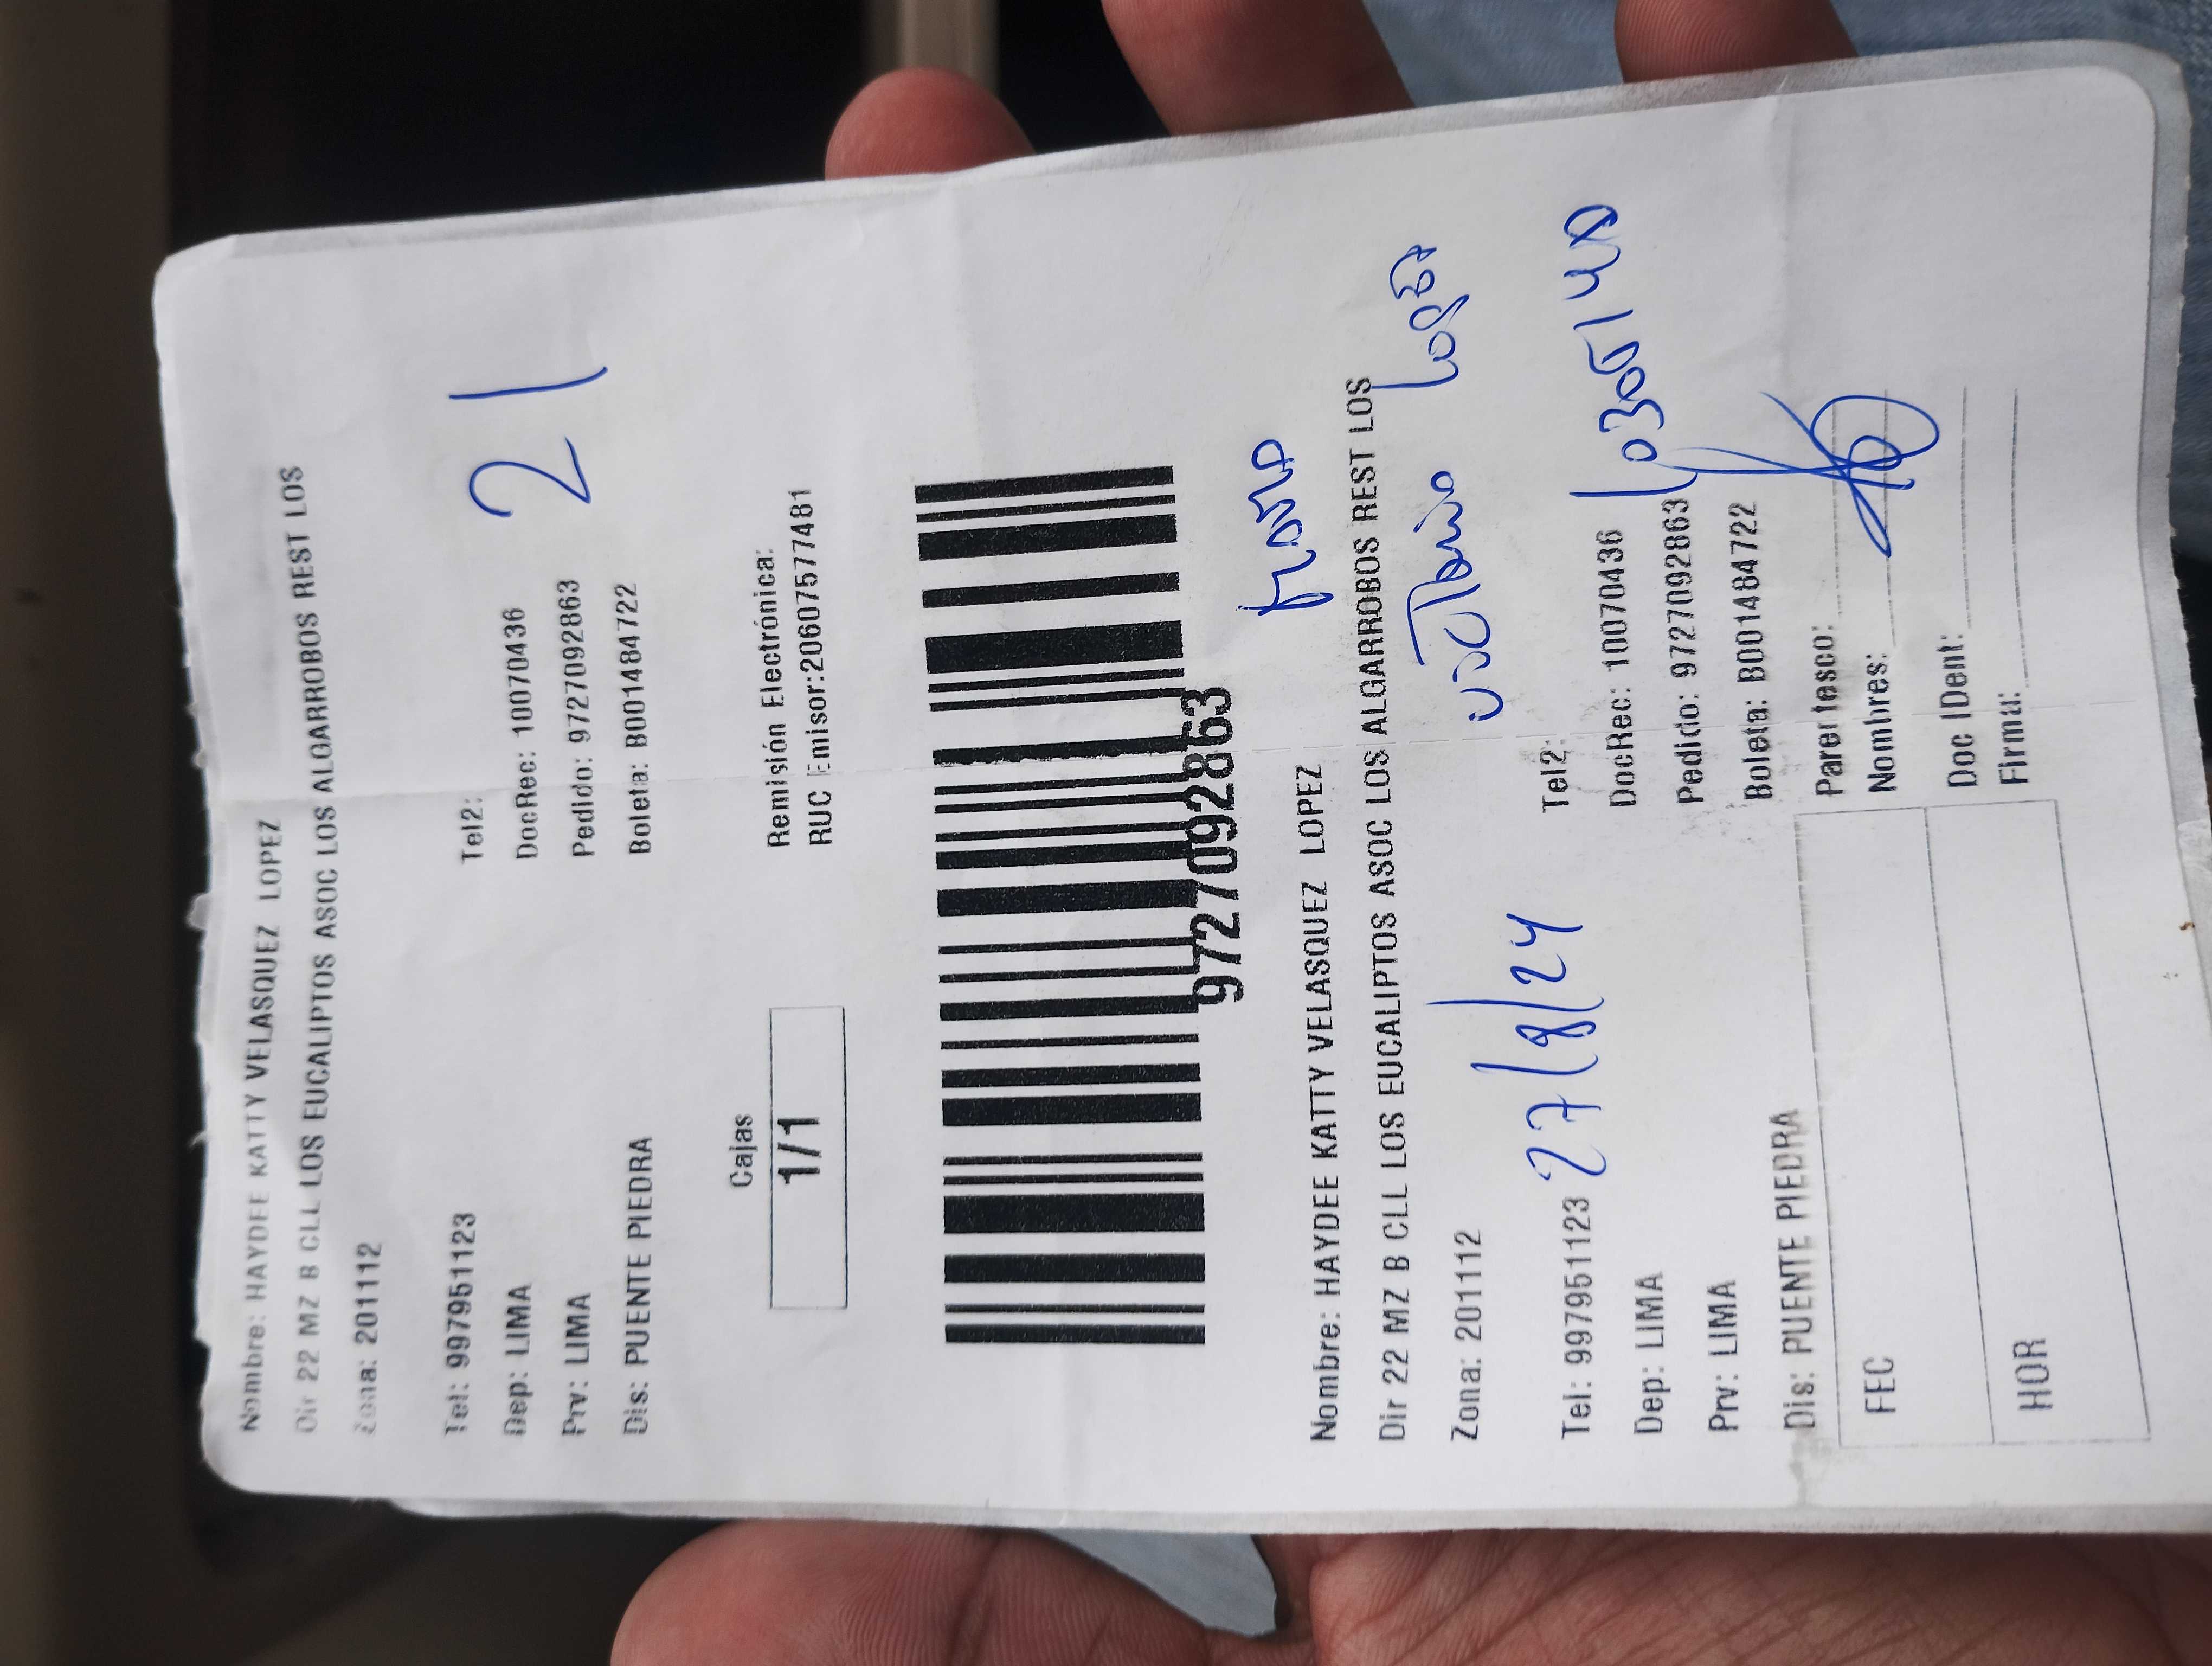 Nombre: HAYDEE KATTY VELASQUEZ LOPEZ
Dir 22 MZ B CLL LOS EUCALIPTOS ASOC LOS ALGARROBOS REST LOS
Zona: 201112
Tel: 997951123 Tel2:
Dep: LIMA DocRec: 10070436
Prv: LIMA Pedido: 9727092863
Dis: PUENTE PIEDRA Boleta: B001484722
21
Cajas
1/1
Remisión Electrónica:
RUC Emisor:20607577481
9727092863
Nombre: HAYDEE KATTY VELASQUEZ LOPEZ
Dir 22 MZ B CLL LOS EUCALIPTOS ASOC LOS ALGARROBOS REST LOS
Zona: 201112
27/8/24
Tel: 997951123 Tel2:
Dep: LIMA DocRec: 10070436
Prv: LIMA Pedido: 9727092863
Dis: PUENTE PIEDRA Boleta: B001484722
FEC
HOR
Parentesco:
Nombres:
Doc IDent:
Firma: